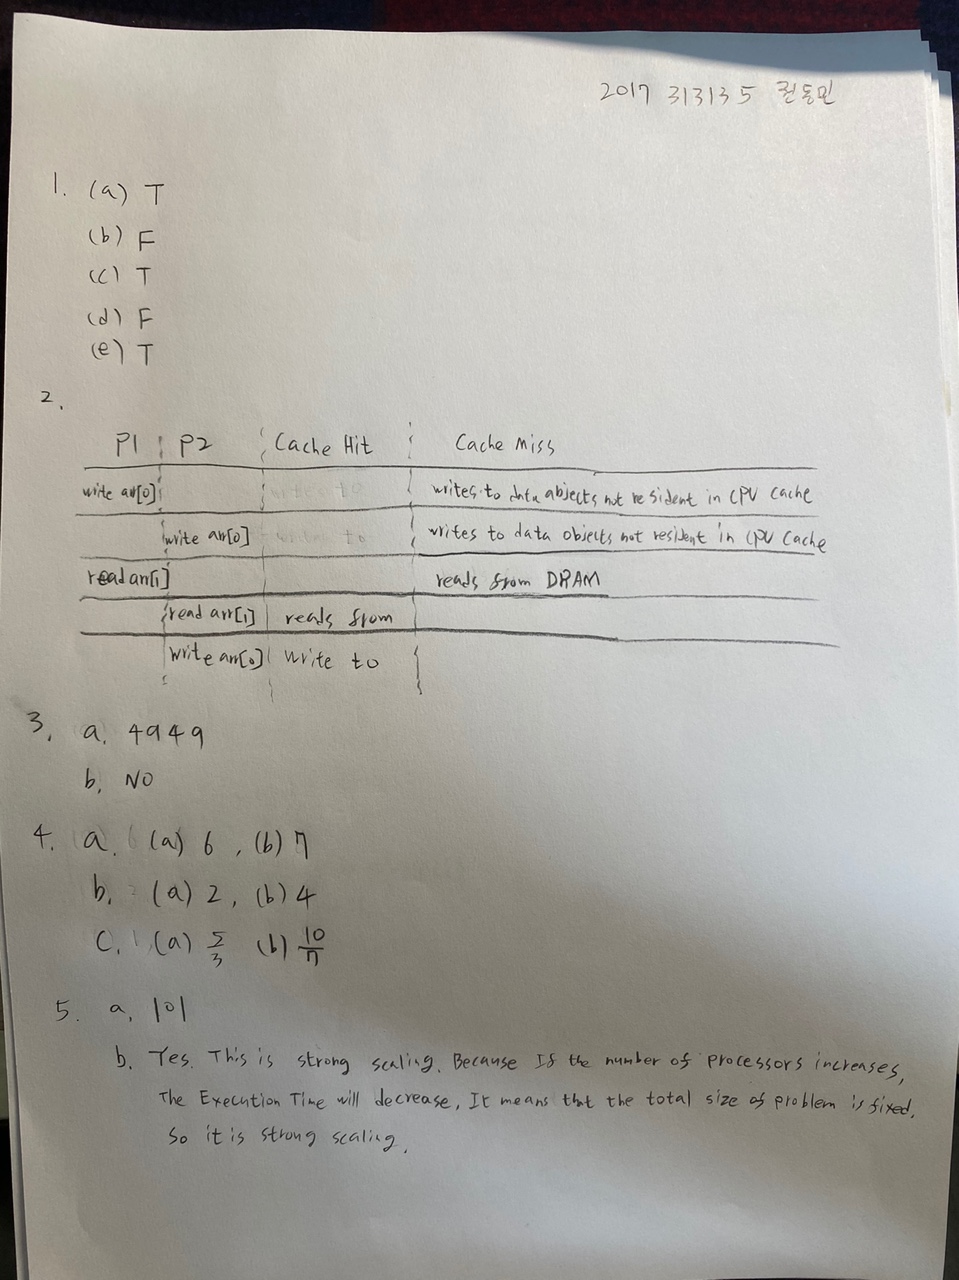 2017 313135 권동민
1. (a) T
(b) F
(c) T
(d) F
(e) T
2.
P1 P2 Cache Hit Cache Miss
write arr[0] writes to data abjects not resident in CPU cache
write arr[0] writes to data objects not resident in CPU cache
read arr[1] reads from DRAM
read arr[1] reads from
write arr[0] write to
3. a. 4949
b. NO
4. a. (a) 6, (b) 7
b. (a) 2, (b) 4
C. (a) 5/3 (b) 10/7
5. a. 101
b. Yes. This is strong scaling. Because If the number of processors increases,
The Execution Time will decrease. It means that the total size of problem is fixed.
So it is strong scaling.